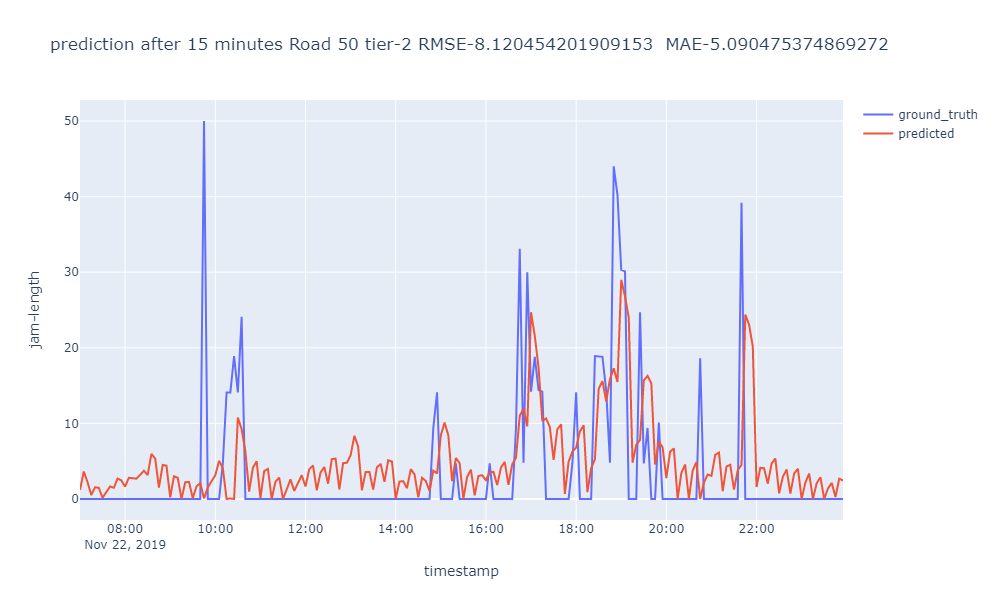 prediction after 15 minutes Road 50 tier-2 RMSE-8.120454201909153  MAE-5.090475374869272
ground_truth
predicted
50
40
30
20
10
0
jam-length
08:00 10:00 12:00 14:00 16:00 18:00 20:00 22:00
Nov 22, 2019
timestamp